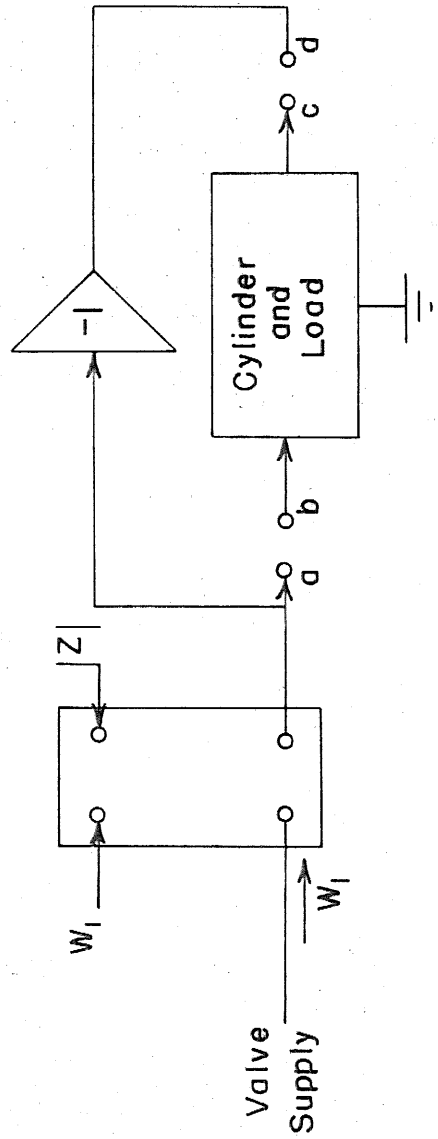 W₁
|Z|
-1
Valve
Supply
W₁
a
b
Cylinder
and
Load
c
d